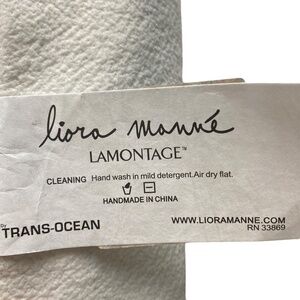 liora manné
LAMONTAGE™
CLEANING Hand wash in mild detergent.Air dry flat.
HANDMADE IN CHINA
TRANS-OCEAN WWW.LIORAMANNE.COM
RN 33869